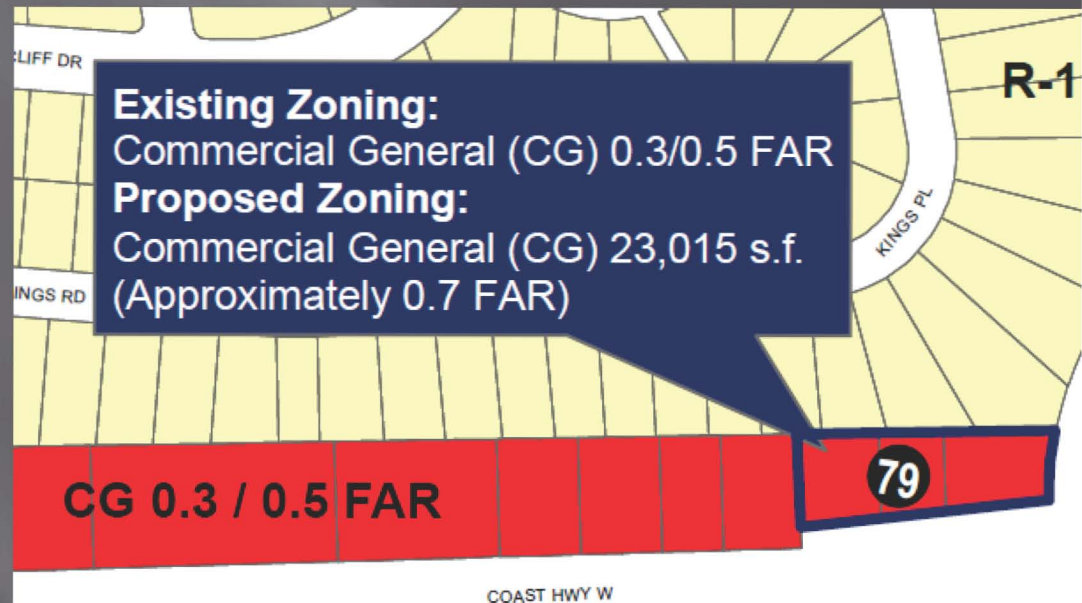 CLIFF DR
R-1
Existing Zoning:
Commercial General (CG) 0.3/0.5 FAR
Proposed Zoning:
Commercial General (CG) 23,015 s.f.
(Approximately 0.7 FAR)
KINGS PL
INGS RD
CG 0.3 / 0.5 FAR
79
COAST HWY W